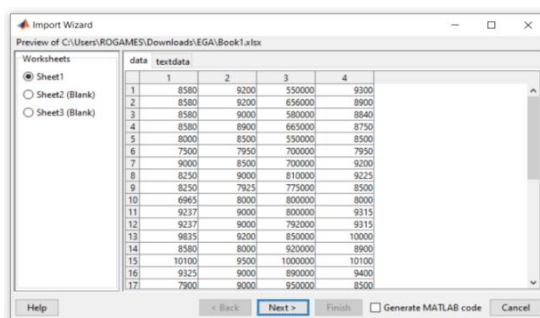 Import Wizard
Preview of C:\Users\ROGAMES\Downloads\EGA\Book1.xlsx
Worksheets
Sheet1
Sheet2 (Blank)
Sheet3 (Blank)
data textdata
1 2 3 4
1 8580 9200 550000 9300
2 8580 9200 656000 8900
3 8580 9000 580000 8840
4 8580 8900 665000 8750
5 8000 8500 550000 8500
6 7500 7950 700000 7950
7 9000 8500 700000 9200
8 8250 9000 810000 9225
9 8250 7925 775000 8500
10 6965 8000 800000 8000
11 9237 9000 800000 9315
12 9237 9000 792000 9315
13 9835 9200 850000 10000
14 8580 8000 920000 8900
15 10100 9500 1000000 10100
16 9325 9000 890000 9400
17 7900 9000 950000 8500
Help < Back Next > Finish Generate MATLAB code Cancel